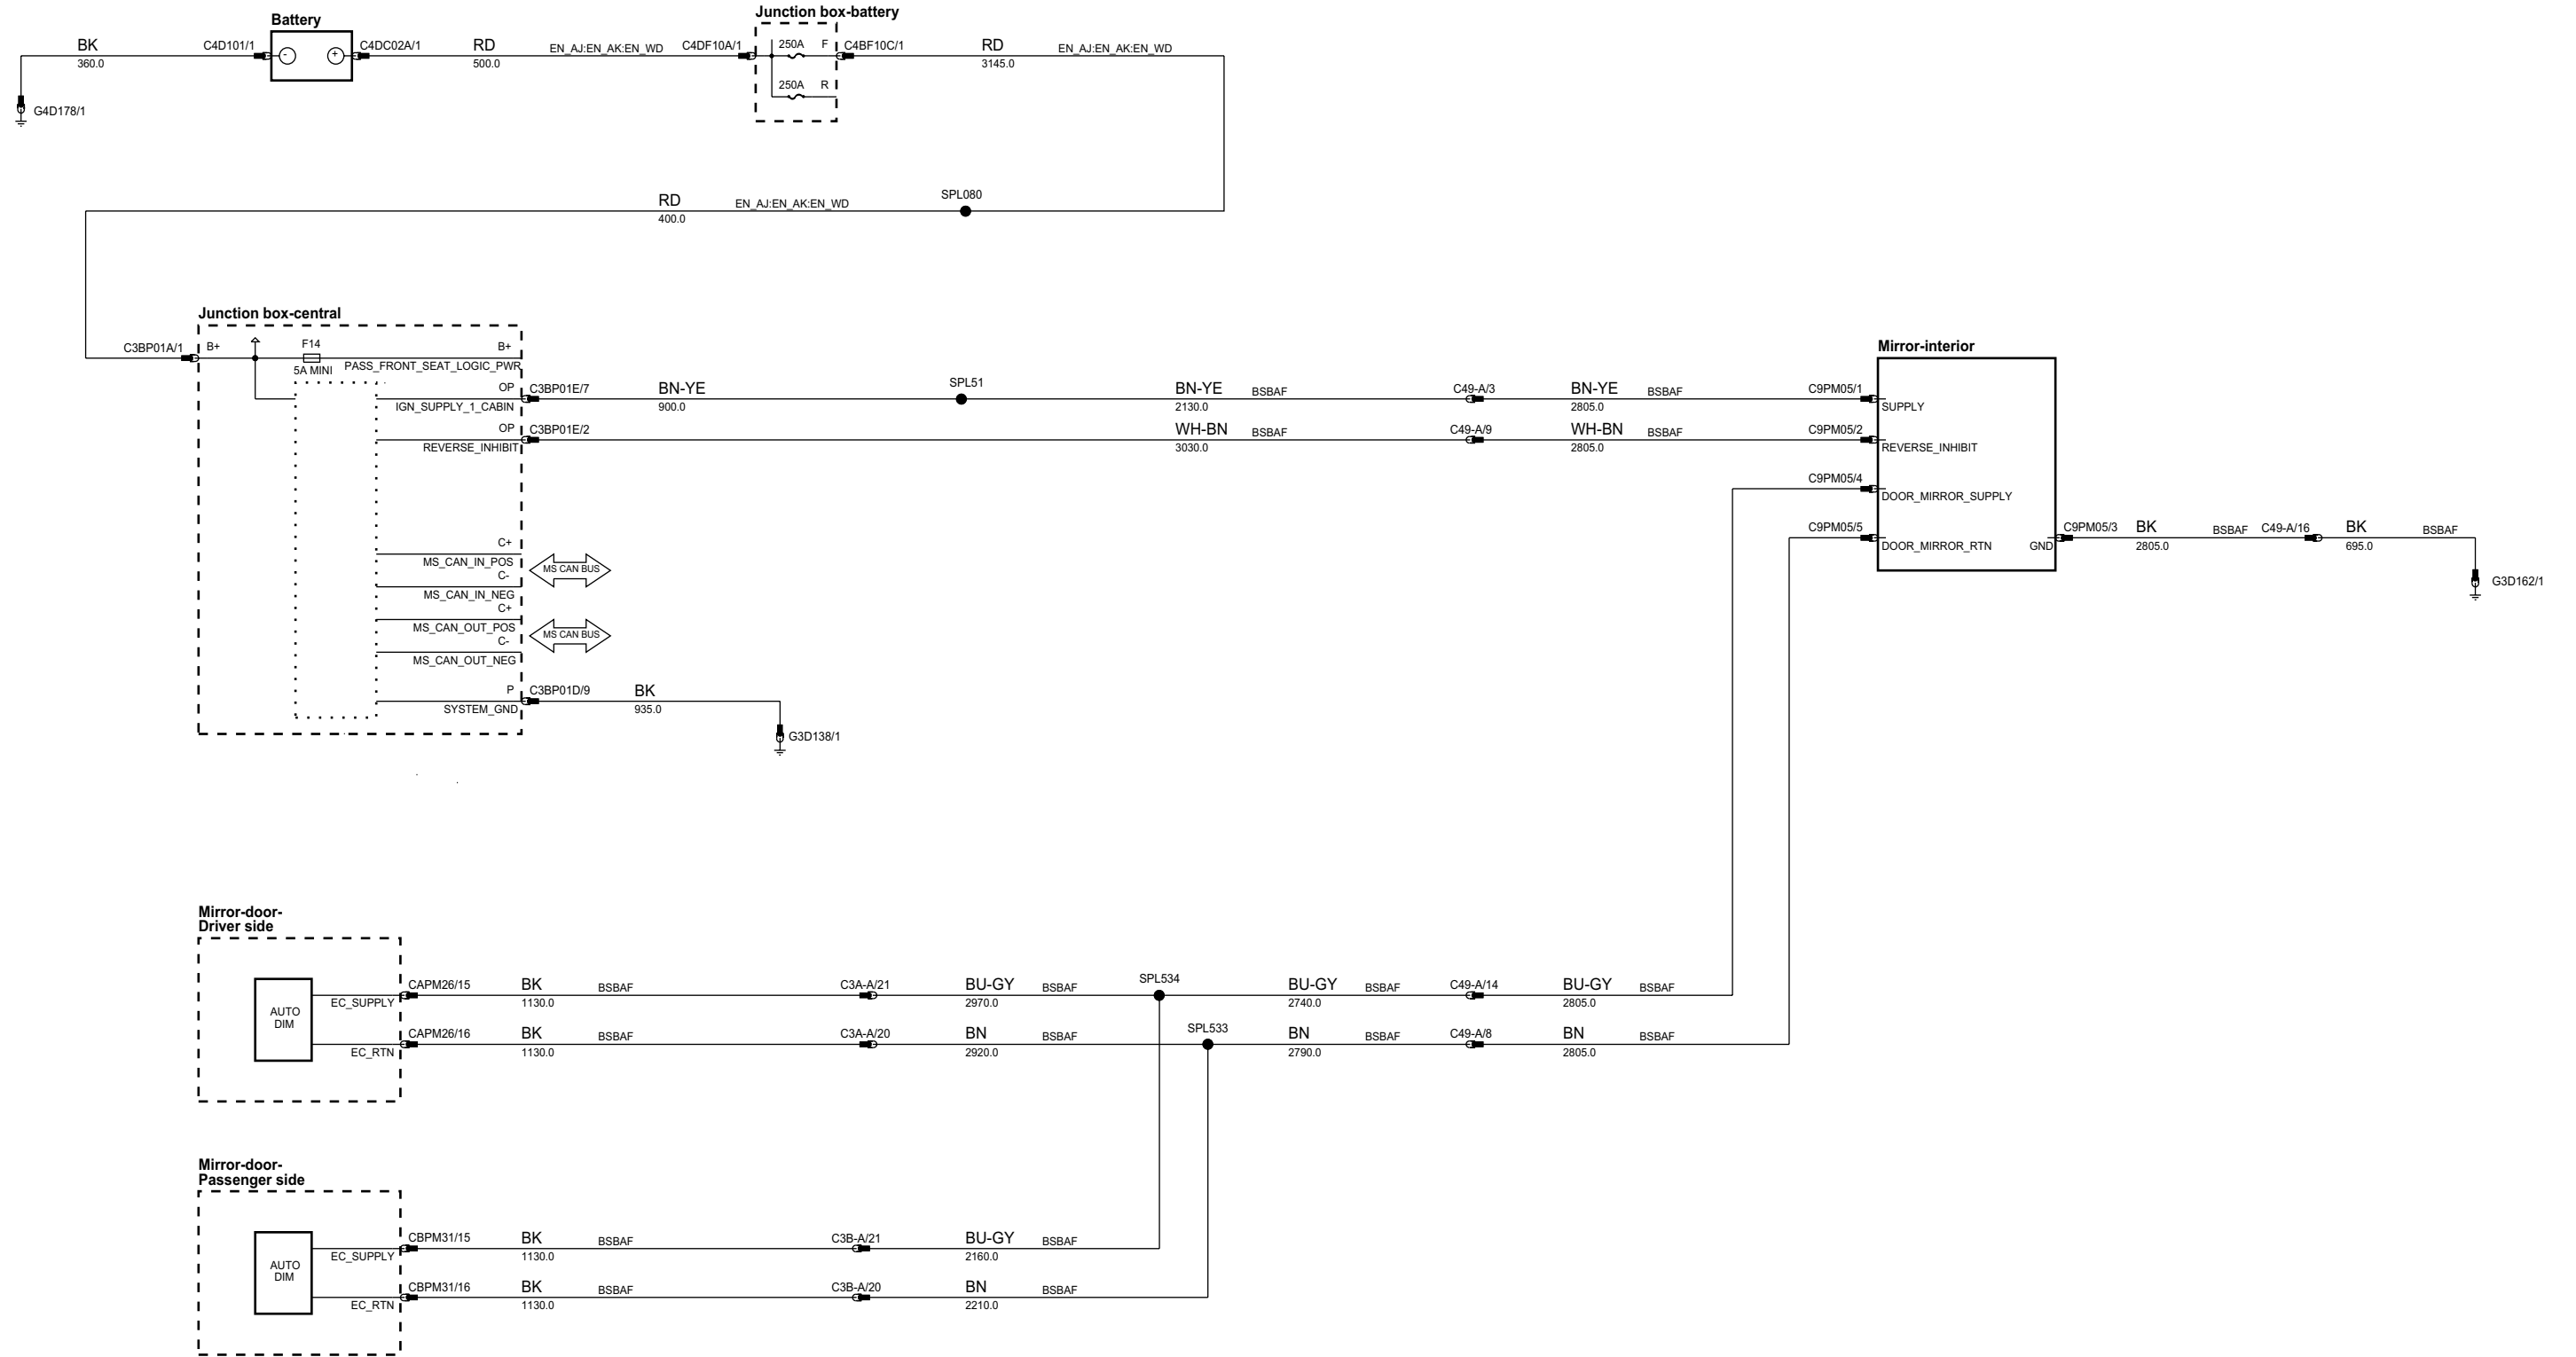 Battery
Junction box-battery
BK
360.0
C4D101/1
-
+
C4DC02A/1
RD
500.0
EN_AJ:EN_AK:EN_WD
C4DF10A/1
250A F
250A R
C4BF10C/1
RD
3145.0
EN_AJ:EN_AK:EN_WD
G4D178/1
RD
400.0
EN_AJ:EN_AK:EN_WD
SPL080
Junction box-central
C3BP01A/1
B+
F14
5A MINI
B+
PASS_FRONT_SEAT_LOGIC_PWR
OP
IGN_SUPPLY_1_CABIN
C3BP01E/7
BN-YE
900.0
SPL51
BN-YE
2130.0
BSBAF
C49-A/3
BN-YE
2805.0
BSBAF
C9PM05/1
OP
REVERSE_INHIBIT
C3BP01E/2
WH-BN
3030.0
BSBAF
C49-A/9
WH-BN
2805.0
BSBAF
C9PM05/2
Mirror-interior
SUPPLY
REVERSE_INHIBIT
C9PM05/4
DOOR_MIRROR_SUPPLY
C9PM05/5
DOOR_MIRROR_RTN
GND
C9PM05/3
BK
2805.0
BSBAF
C49-A/16
BK
695.0
BSBAF
G3D162/1
C+
MS_CAN_IN_POS
C-
MS_CAN_IN_NEG
MS CAN BUS
C+
MS_CAN_OUT_POS
C-
MS_CAN_OUT_NEG
MS CAN BUS
P
SYSTEM_GND
C3BP01D/9
BK
935.0
G3D138/1
Mirror-door-
Driver side
AUTO
DIM
EC_SUPPLY
CAPM26/15
BK
1130.0
BSBAF
C3A-A/21
BU-GY
2970.0
BSBAF
SPL534
BU-GY
2740.0
BSBAF
C49-A/14
BU-GY
2805.0
BSBAF
EC_RTN
CAPM26/16
BK
1130.0
BSBAF
C3A-A/20
BN
2920.0
BSBAF
SPL533
BN
2790.0
BSBAF
C49-A/8
BN
2805.0
BSBAF
Mirror-door-
Passenger side
AUTO
DIM
EC_SUPPLY
CBPM31/15
BK
1130.0
BSBAF
C3B-A/21
BU-GY
2160.0
BSBAF
EC_RTN
CBPM31/16
BK
1130.0
BSBAF
C3B-A/20
BN
2210.0
BSBAF